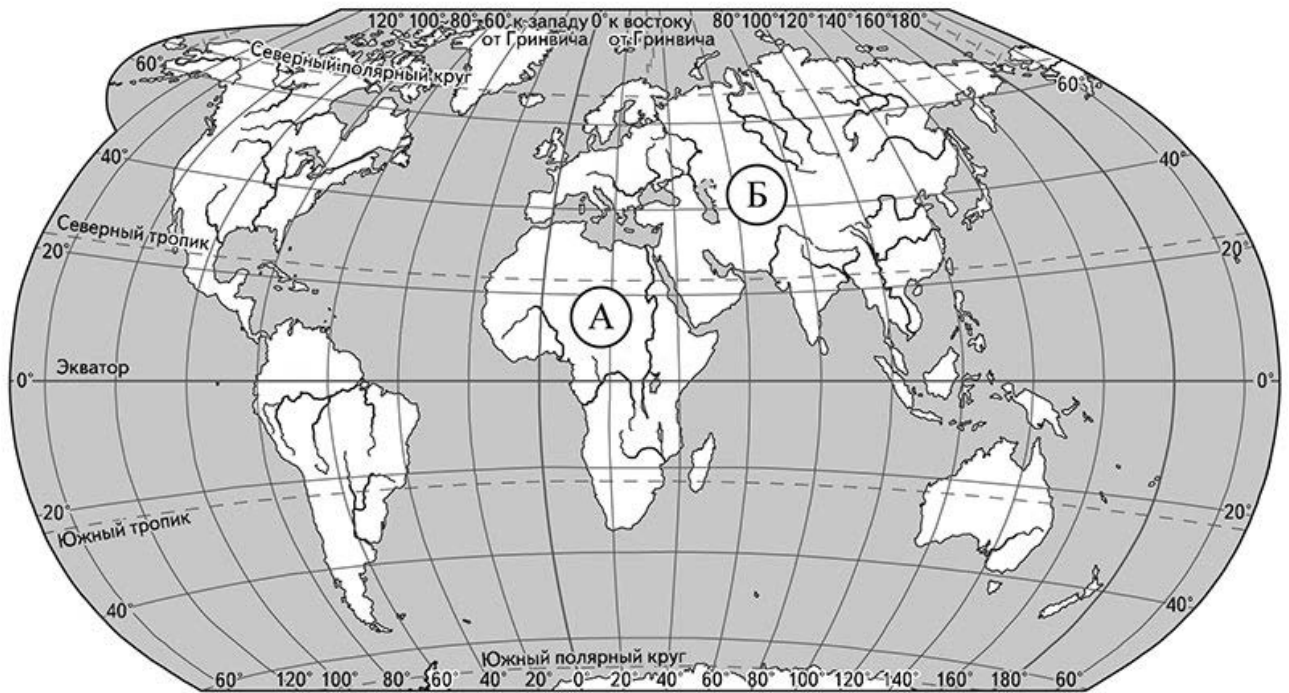 120° 100° 80° 60° к западу 0° к востоку 80° 100° 120° 140° 160° 180°
от Гринвича от Гринвича
60° Северный полярный круг 60°
40° 40°
Б
Северный тропик
20° 20°
А
Экватор
0° 0°
20° 20°
Южный тропик
40° 40°
Южный полярный круг
60° 120° 100° 80° 60° 40° 20° 0° 20° 40° 60° 80° 100° 120° 140° 60°